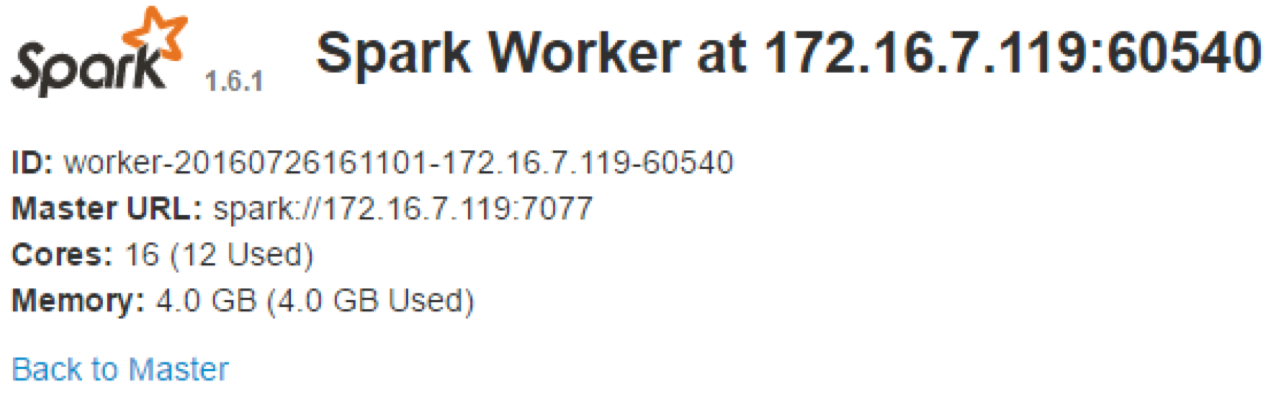 Spark 1.6.1 Spark Worker at 172.16.7.119:60540
ID: worker-20160726161101-172.16.7.119-60540
Master URL: spark://172.16.7.119:7077
Cores: 16 (12 Used)
Memory: 4.0 GB (4.0 GB Used)
Back to Master